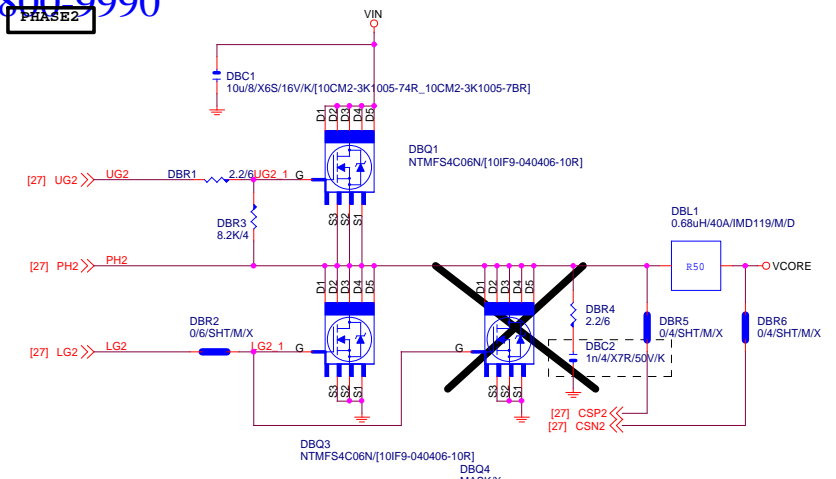 800-9990
PHASE2
VIN
DBC1
10u/8/X6S/16V/K/[10CM2-3K1005-74R_10CM2-3K1005-7BR]
D1 D2 D3 D4 D5
DBQ1
NTMFS4C06N/[10IF9-040406-10R]
[27] UG2 UG2 DBR1 2.2/6 UG2_1 G
S3 S2 S1
DBR3
8.2K/4
DBL1
0.68uH/40A/IMD119/M/D
[27] PH2 PH2
R50
VCORE
D1 D2 D3 D4 D5
D1 D2 D3 D4 D5
DBR2
0/6/SHT/M/X
DBR4
2.2/6
DBR5
0/4/SHT/M/X
DBR6
0/4/SHT/M/X
[27] LG2 LG2 LG2_1 G
G
DBC2
1n/4/X7R/50V/K
S3 S2 S1
S3 S2 S1
[27] CSP2
[27] CSN2
DBQ3
NTMFS4C06N/[10IF9-040406-10R]
DBQ4